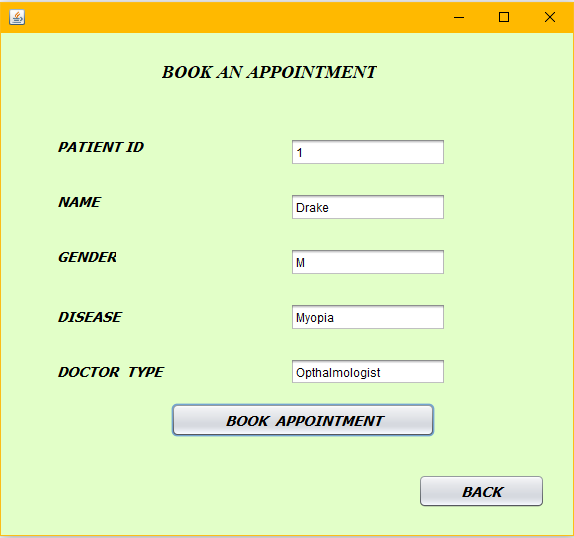 BOOK AN APPOINTMENT
PATIENT ID 1
NAME Drake
GENDER M
DISEASE Myopia
DOCTOR TYPE Opthalmologist
BOOK APPOINTMENT
BACK